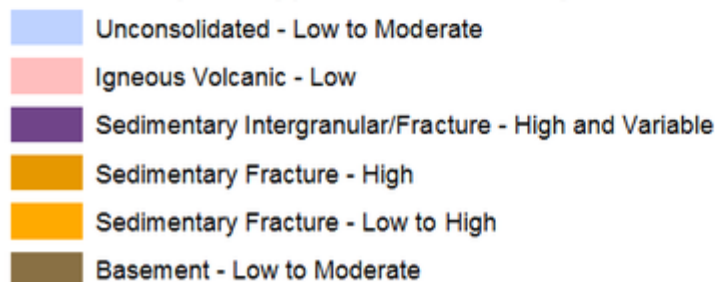 Unconsolidated - Low to Moderate
Igneous Volcanic - Low
Sedimentary Intergranular/Fracture - High and Variable
Sedimentary Fracture - High
Sedimentary Fracture - Low to High
Basement - Low to Moderate